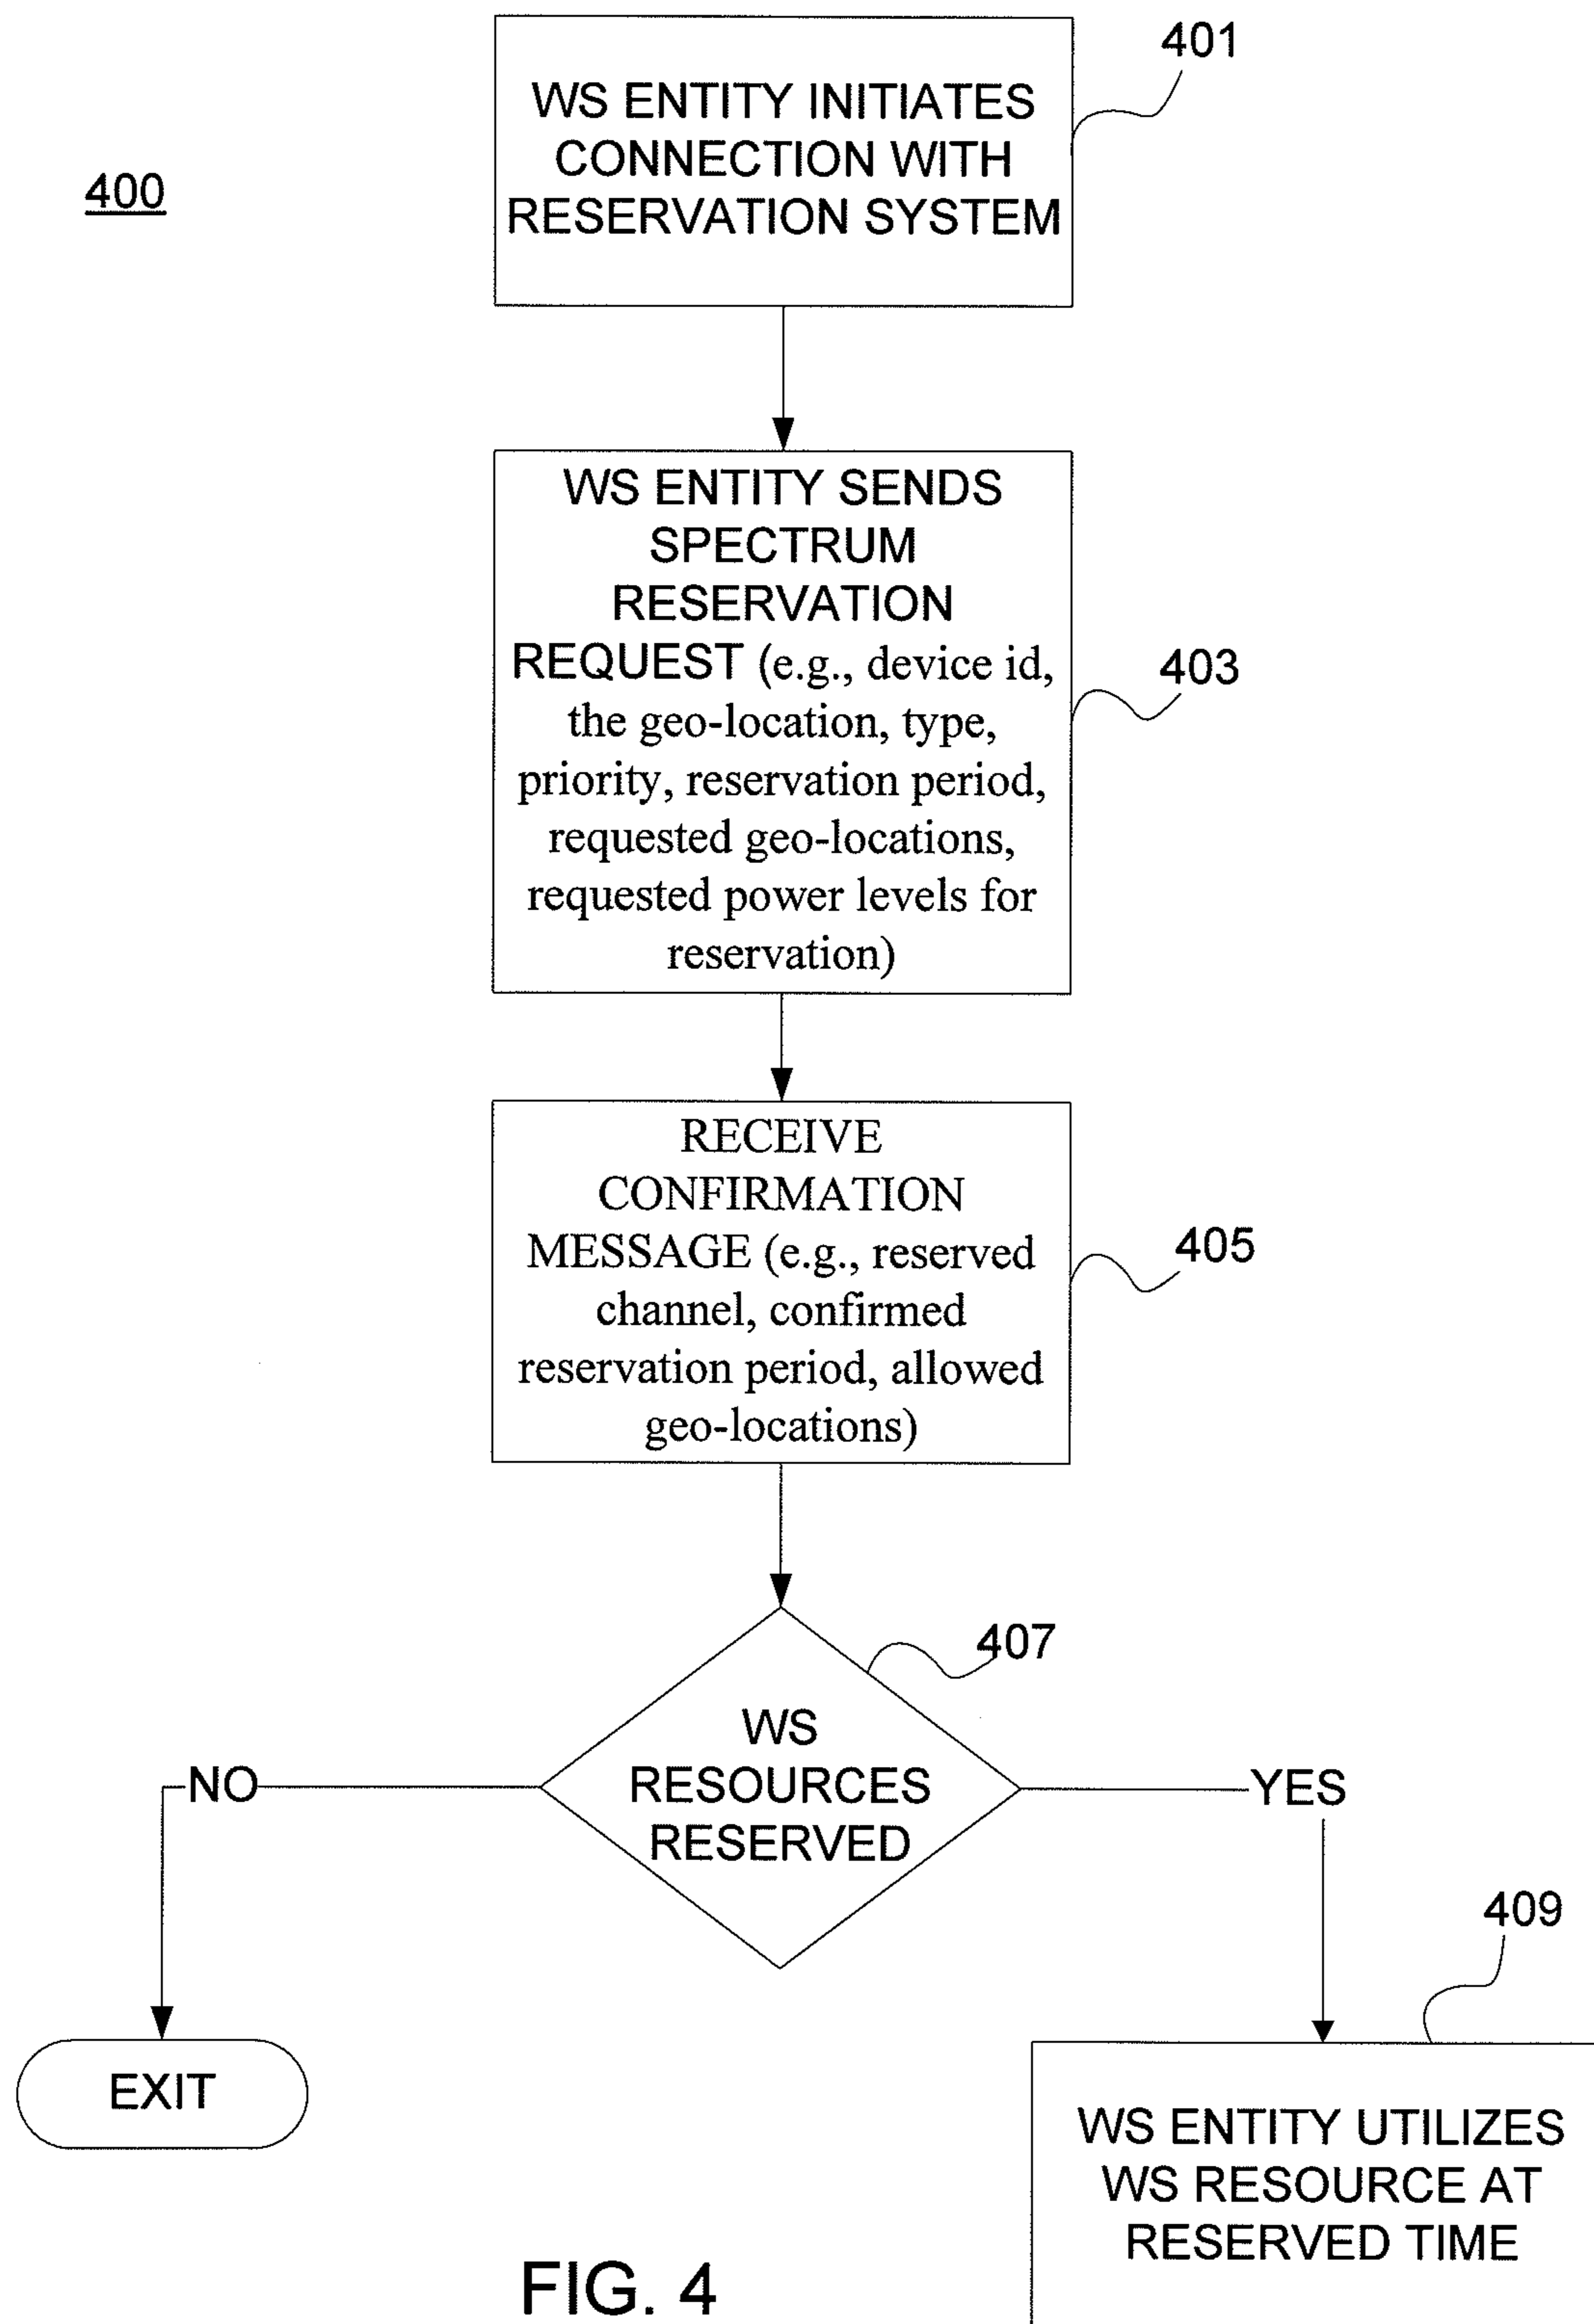 401
WS ENTITY INITIATES
CONNECTION WITH
RESERVATION SYSTEM
400
WS ENTITY SENDS
SPECTRUM
RESERVATION
REQUEST (e.g., device id,
the geo-location, type,
priority, reservation period,
requested geo-locations,
requested power levels for
reservation)
403
RECEIVE
CONFIRMATION
MESSAGE (e.g., reserved
channel, confirmed
reservation period, allowed
geo-locations)
405
407
WS
RESOURCES
RESERVED
NO
YES
409
EXIT
WS ENTITY UTILIZES
WS RESOURCE AT
RESERVED TIME
FIG. 4